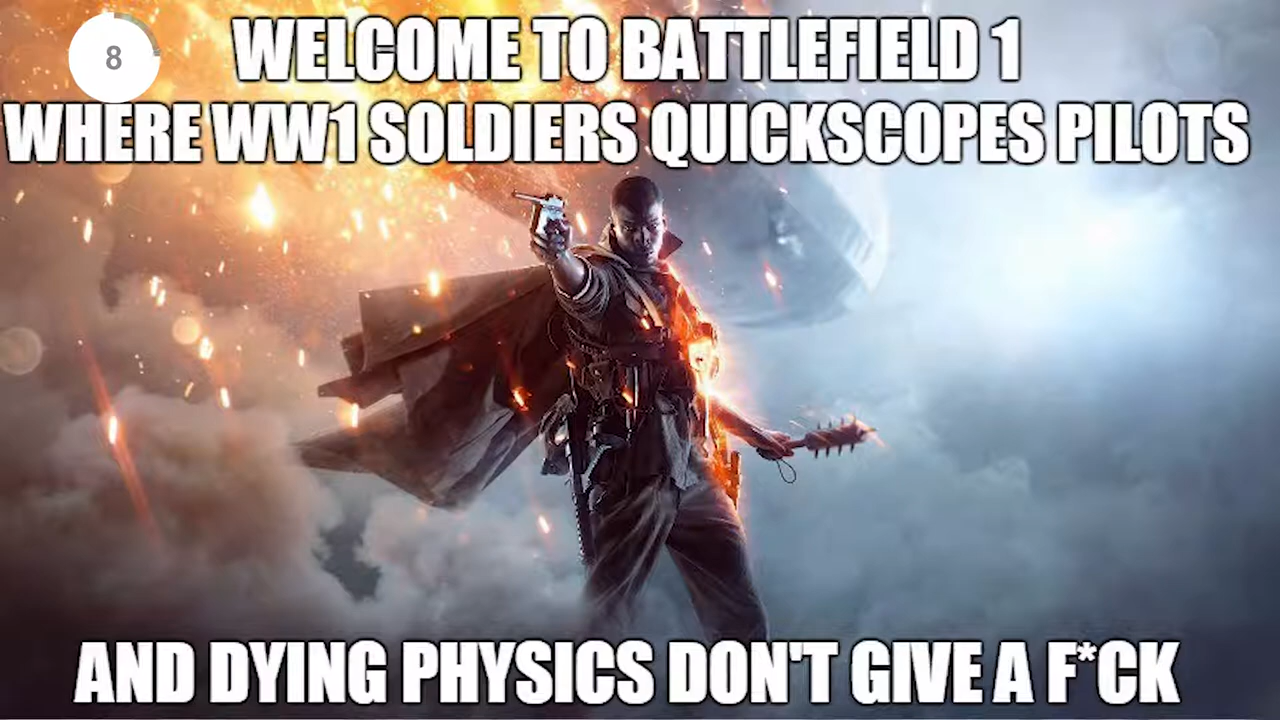 8
WELCOME TO BATTLEFIELD 1
WHERE WW1 SOLDIERS QUICKSCOPES PILOTS
AND DYING PHYSICS DON'T GIVE A F*CK